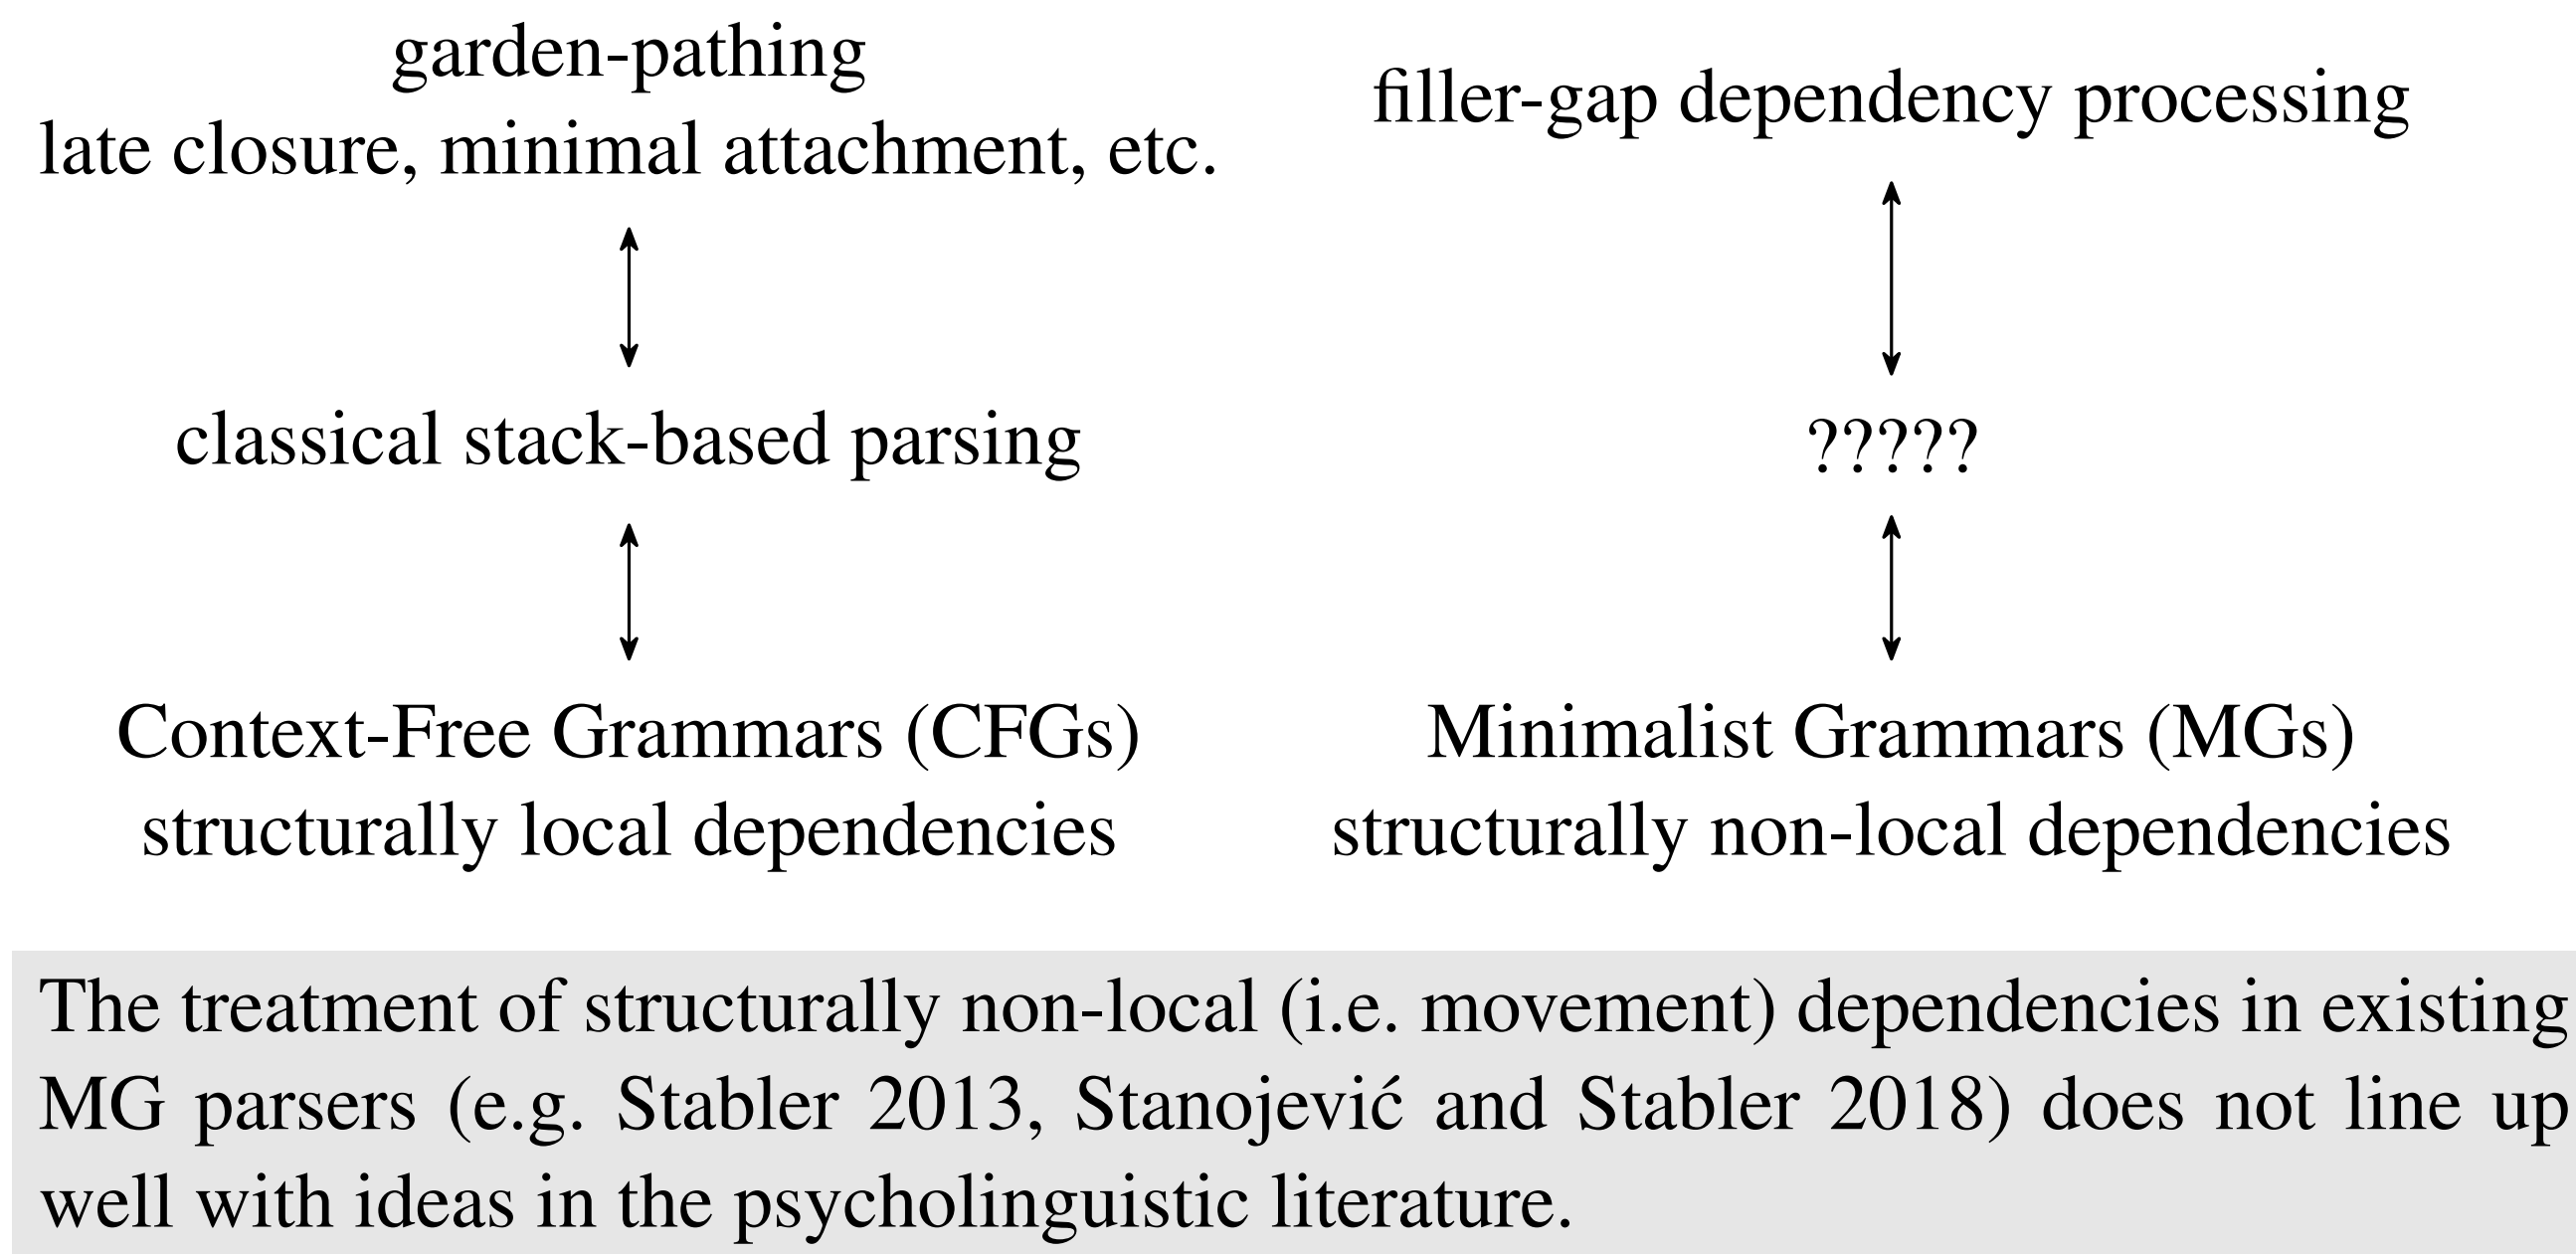 garden-pathing
late closure, minimal attachment, etc.
filler-gap dependency processing
classical stack-based parsing
?????
Context-Free Grammars (CFGs)
structurally local dependencies
Minimalist Grammars (MGs)
structurally non-local dependencies
The treatment of structurally non-local (i.e. movement) dependencies in existing
MG parsers (e.g. Stabler 2013, Stanojević and Stabler 2018) does not line up
well with ideas in the psycholinguistic literature.